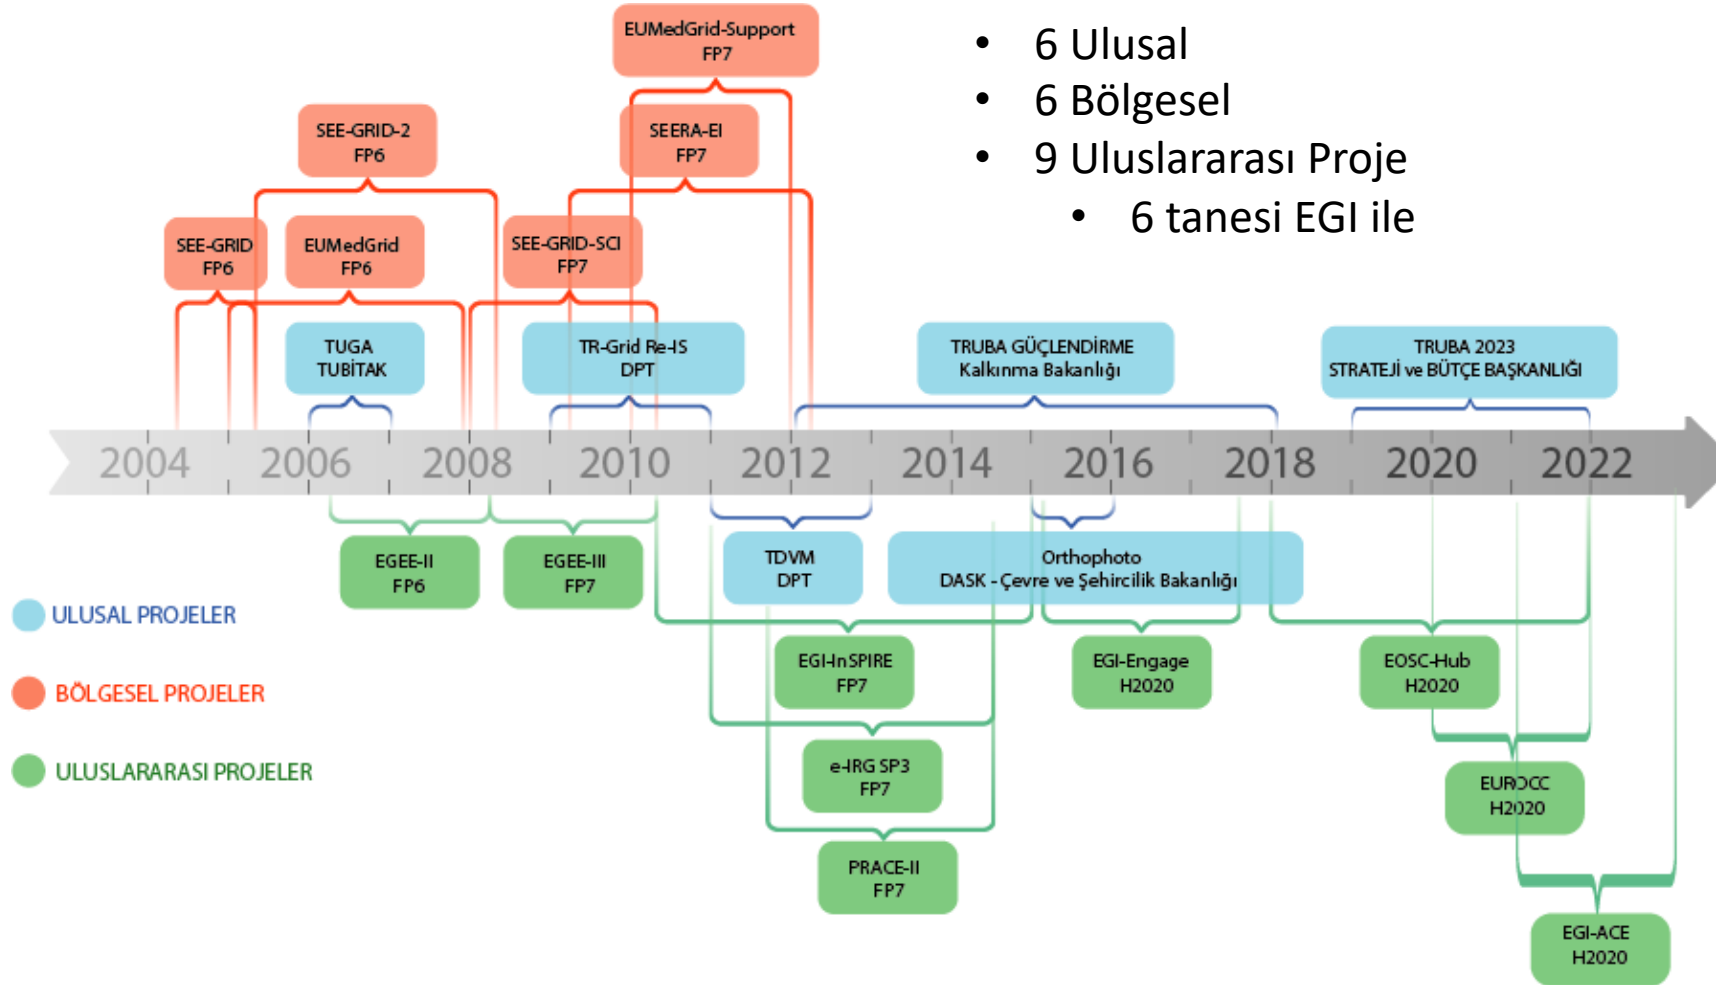 EUMedGrid-Support
FP7
• 6 Ulusal
• 6 Bölgesel
• 9 Uluslararası Proje
• 6 tanesi EGI ile
SEE-GRID-2
FP6
SEERA-EI
FP7
SEE-GRID
FP6
EUMedGrid
FP6
SEE-GRID-SCI
FP7
TUGA
TUBİTAK
TR-Grid Re-IS
DPT
TRUBA GÜÇLENDİRME
Kalkınma Bakanlığı
TRUBA 2023
STRATEJİ ve BÜTÇE BAŞKANLIĞI
2004 2006 2008 2010 2012 2014 2016 2018 2020 2022
EGEE-II
FP6
EGEE-III
FP7
TDVM
DPT
Orthophoto
DASK - Çevre ve Şehircilik Bakanlığı
ULUSAL PROJELER
BÖLGESEL PROJELER
ULUSLARARASI PROJELER
EGI-InSPIRE
FP7
EGI-Engage
H2020
EOSC-Hub
H2020
e-IRG SP3
FP7
EUROCC
H2020
PRACE-II
FP7
EGI-ACE
H2020